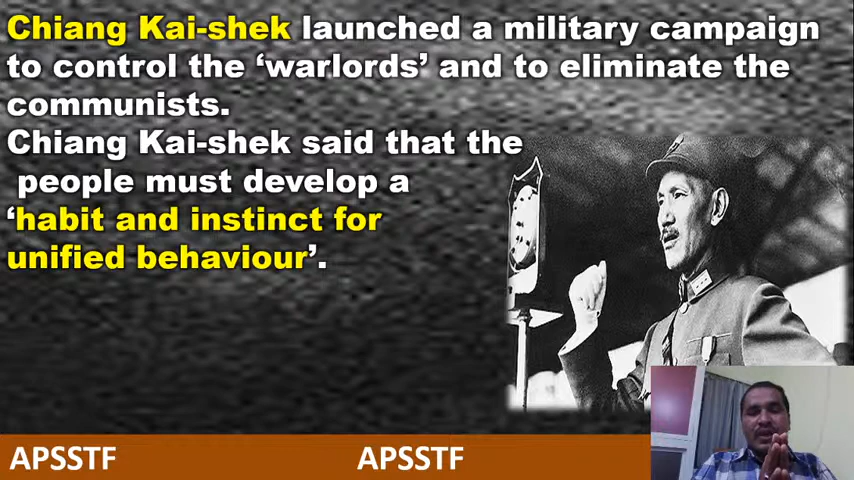 Chiang Kai-shek launched a military campaign
to control the ‘warlords’ and to eliminate the
communists.
Chiang Kai-shek said that the
people must develop a
‘habit and instinct for
unified behaviour’.
APSSTF APSSTF